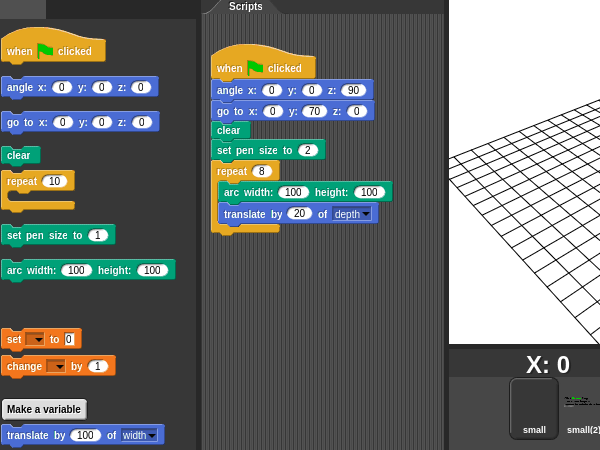 Scripts
when clicked
angle x: 0 y: 0 z: 0
go to x: 0 y: 0 z: 0
clear
repeat 10
set pen size to 1
arc width: 100 height: 100
set to 0
change by 1
Make a variable
translate by 100 of width
when clicked
angle x: 0 y: 0 z: 90
go to x: 0 y: 70 z: 0
clear
set pen size to 2
repeat 8
arc width: 100 height: 100
translate by 20 of depth
X: 0
small
small(2)